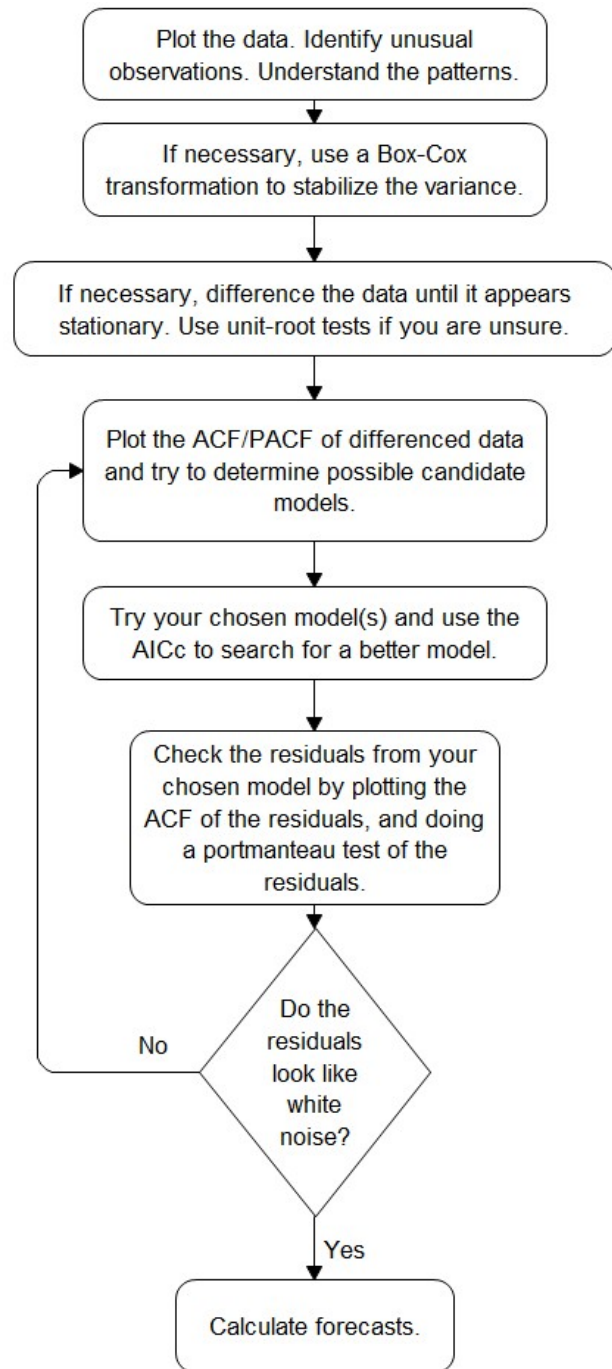 Plot the data. Identify unusual
observations. Understand the patterns.
If necessary, use a Box-Cox
transformation to stabilize the variance.
If necessary, difference the data until it appears
stationary. Use unit-root tests if you are unsure.
Plot the ACF/PACF of differenced data
and try to determine possible candidate
models.
Try your chosen model(s) and use the
AICc to search for a better model.
Check the residuals from your
chosen model by plotting the
ACF of the residuals, and doing
a portmanteau test of the
residuals.
Do the
residuals
look like
white
noise?
No
Yes
Calculate forecasts.